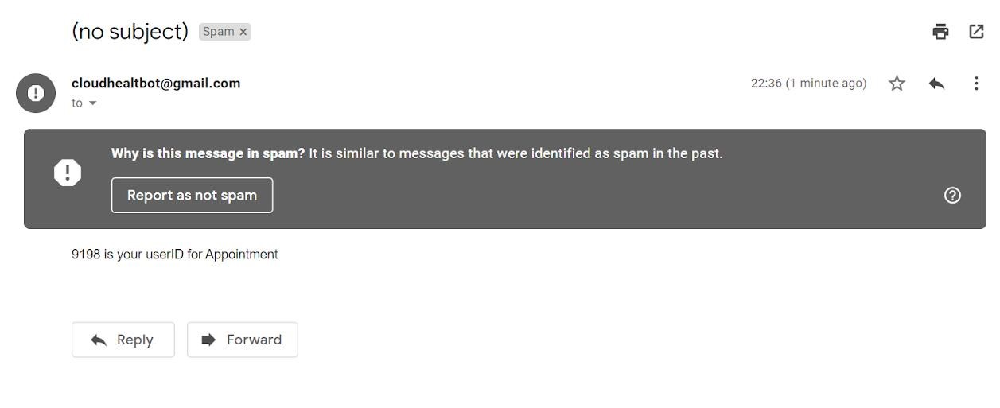 (no subject)
Spam ×
cloudhealtbot@gmail.com
22:36 (1 minute ago)
to
Why is this message in spam? It is similar to messages that were identified as spam in the past.
Report as not spam
9198 is your userID for Appointment
Reply
Forward